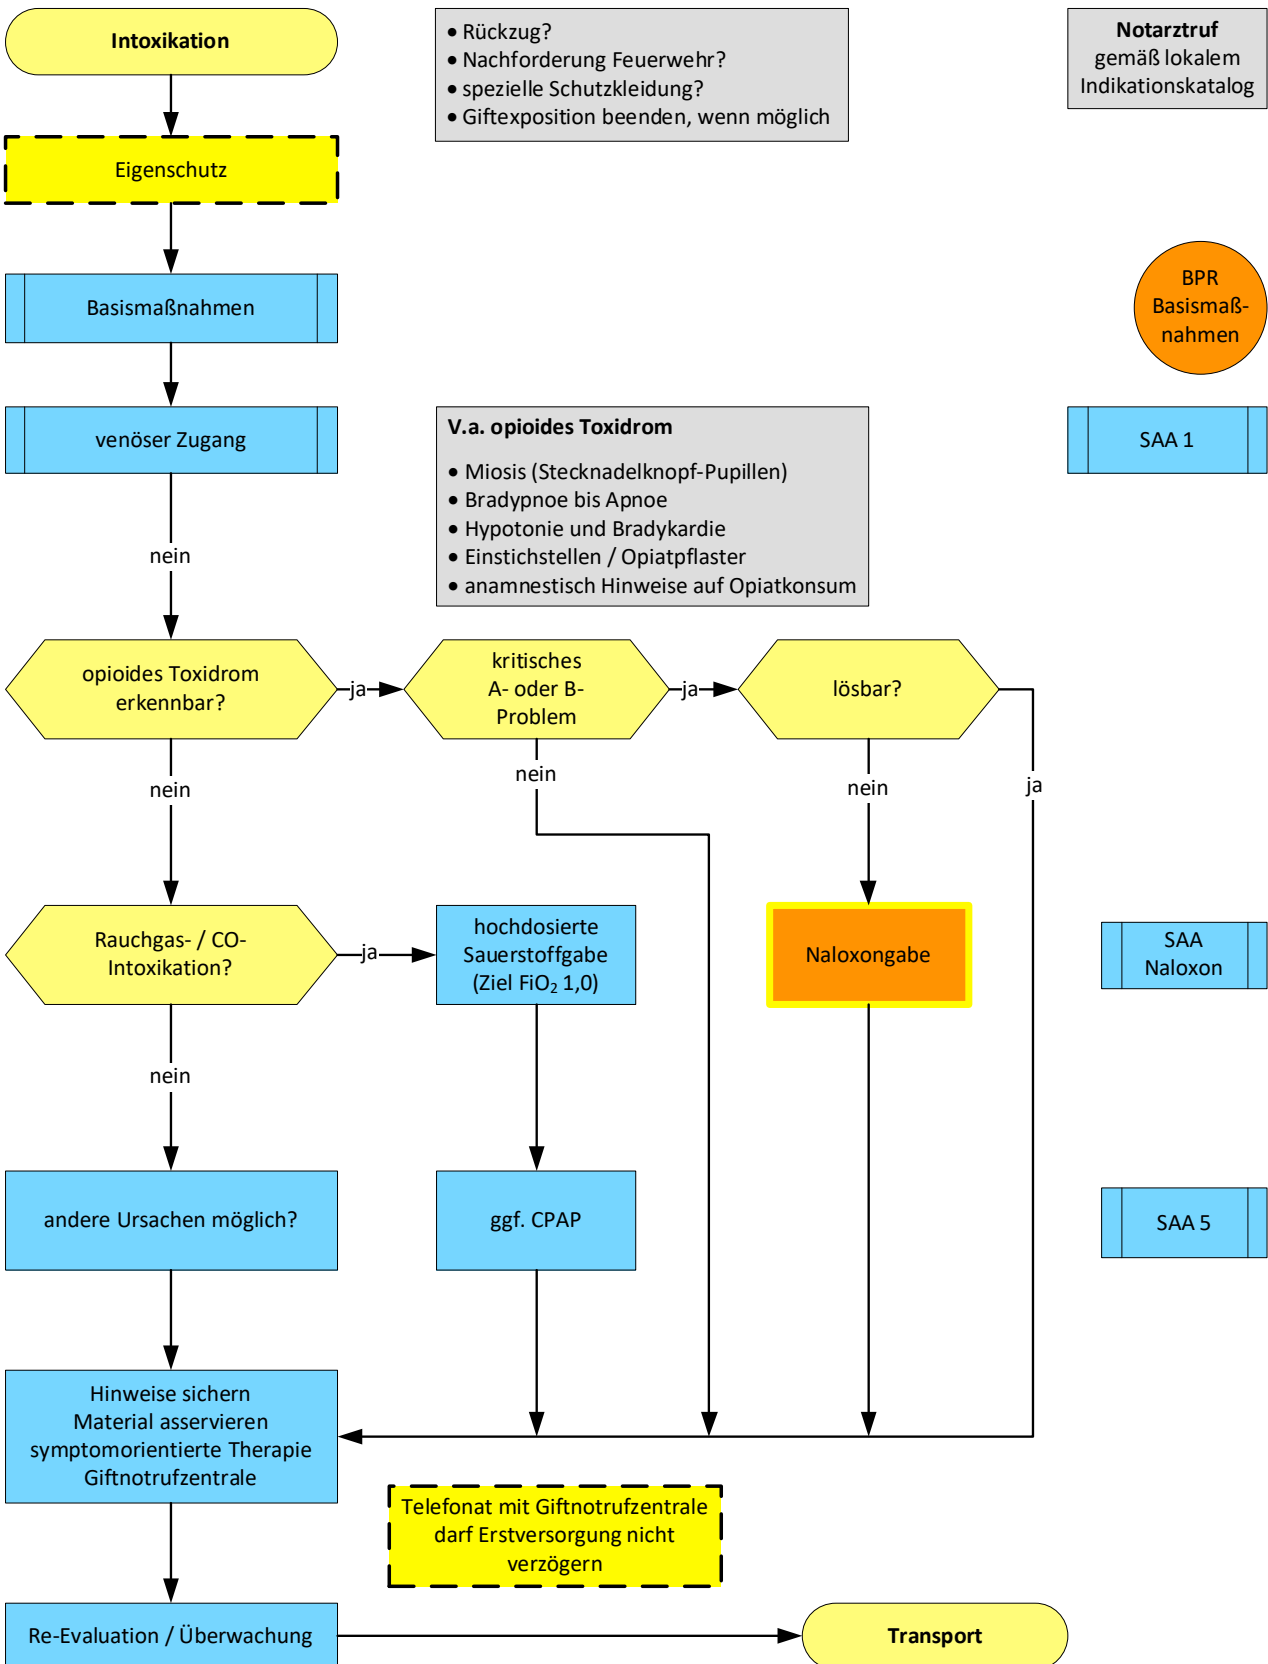 Intoxikation
• Rückzug?
• Nachforderung Feuerwehr?
• spezielle Schutzkleidung?
• Giftexposition beenden, wenn möglich
Notarztruf
gemäß lokalem
Indikationskatalog
Eigenschutz
Basismaßnahmen
BPR
Basismaß-
nahmen
venöser Zugang
V.a. opioides Toxidrom
• Miosis (Stecknadelknopf-Pupillen)
• Bradypnoe bis Apnoe
• Hypotonie und Bradykardie
• Einstichstellen / Opiatpflaster
• anamnestisch Hinweise auf Opiatkonsum
SAA 1
nein
opioides Toxidrom
erkennbar?
ja
kritisches
A- oder B-
Problem
ja
lösbar?
nein
nein
nein
ja
Rauchgas- / CO-
Intoxikation?
ja
hochdosierte
Sauerstoffgabe
(Ziel FiO₂ 1,0)
Naloxongabe
SAA
Naloxon
nein
andere Ursachen möglich?
ggf. CPAP
SAA 5
Hinweise sichern
Material asservieren
symptomorientierte Therapie
Giftnotrufzentrale
Telefonat mit Giftnotrufzentrale
darf Erstversorgung nicht
verzögern
Re-Evaluation / Überwachung
Transport